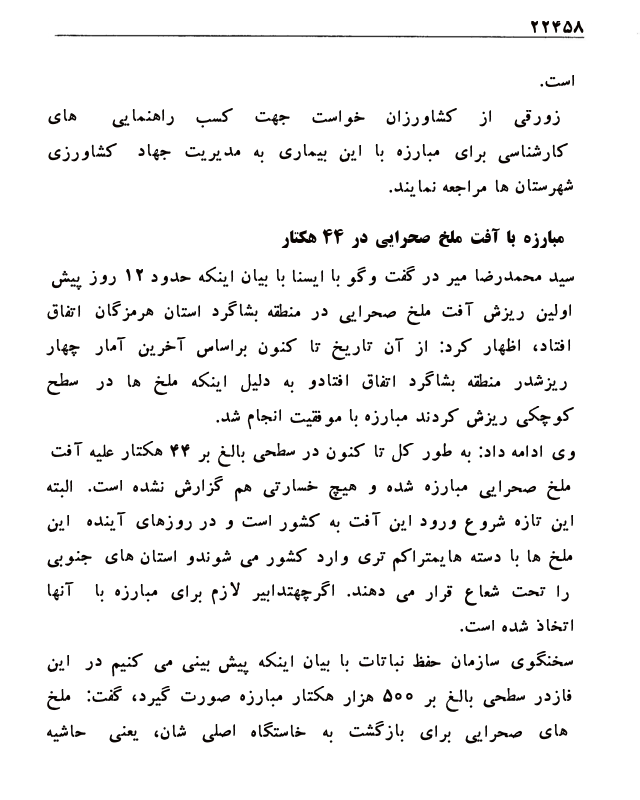 ۲۲۴۵۸
است.
زورقی از کشاورزان خواست جهت کسب راهنمایی های
کارشناسی برای مبارزه با این بیماری به مدیریت جهاد کشاورزی
شهرستان ها مراجعه نمایند.
مبارزه با آفت ملخ صحرایی در ۴۴ هکتار
سید محمدرضا میر در گفت وگو با ایسنا با بیان اینکه حدود ۱۲ روز پیش
اولین ریزش آفت ملخ صحرایی در منطقه بشاگرد استان هرمزگان اتفاق
افتاد، اظهار کرد: از آن تاریخ تا کنون براساس آخرین آمار چهار
ریزشدر منطقه بشاگرد اتفاق افتادو به دلیل اینکه ملخ ها در سطح
کوچکی ریزش کردند مبارزه با موفقیت انجام شد.
وی ادامه داد: به طور کل تا کنون در سطحی بالغ بر ۴۴ هکتار علیه آفت
ملخ صحرایی مبارزه شده و هیچ خسارتی هم گزارش نشده است. البته
این تازه شروع ورود این آفت به کشور است و در روزهای آینده این
ملخ ها با دسته هایمتراکم تری وارد کشور می شوندو استان های جنوبی
را تحت شعاع قرار می دهند. اگرچهتدابیر لازم برای مبارزه با آنها
اتخاذ شده است.
سخنگوی سازمان حفظ نباتات با بیان اینکه پیش بینی می کنیم در این
فازدر سطحی بالغ بر ۵۰۰ هزار هکتار مبارزه صورت گیرد، گفت: ملخ
های صحرایی برای بازگشت به خاستگاه اصلی شان، یعنی حاشیه